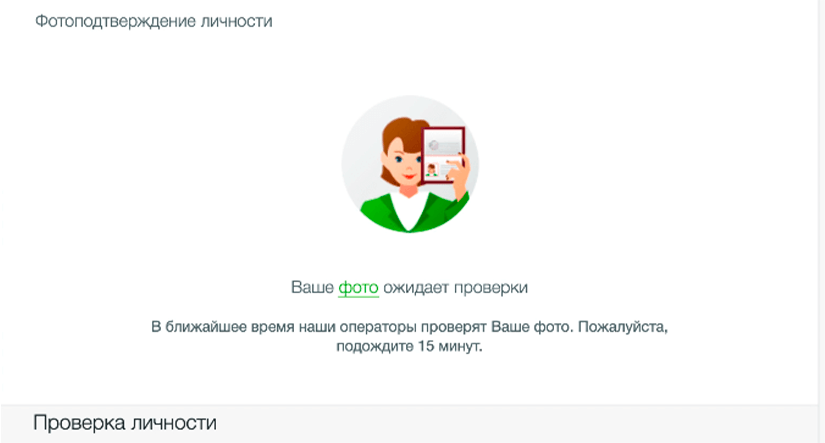 Фотоподтверждение личности
Ваше фото ожидает проверки
В ближайшее время наши операторы проверят Ваше фото. Пожалуйста,
подождите 15 минут.
Проверка личности